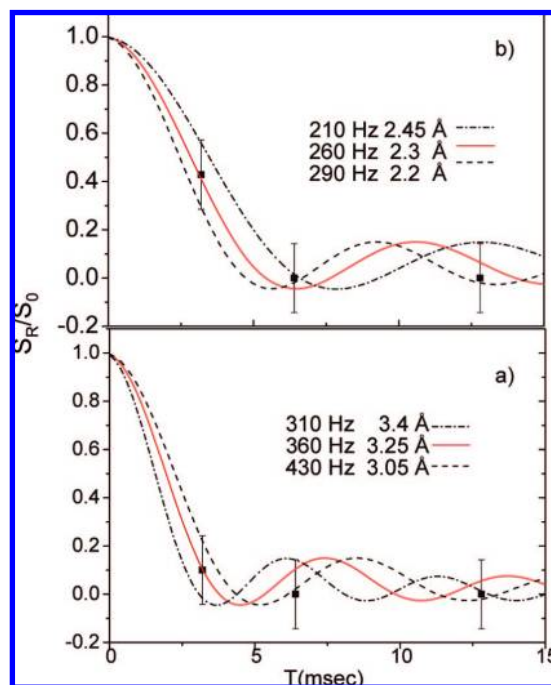 b)
1.0
0.8
0.6
0.4
0.2
0.0
-0.2
210 Hz 2.45 Å
260 Hz 2.3 Å
290 Hz 2.2 Å
S_R/S_0
a)
1.0
0.8
0.6
0.4
0.2
0.0
-0.2
310 Hz 3.4 Å
360 Hz 3.25 Å
430 Hz 3.05 Å
0 5 10 15
T(msec)